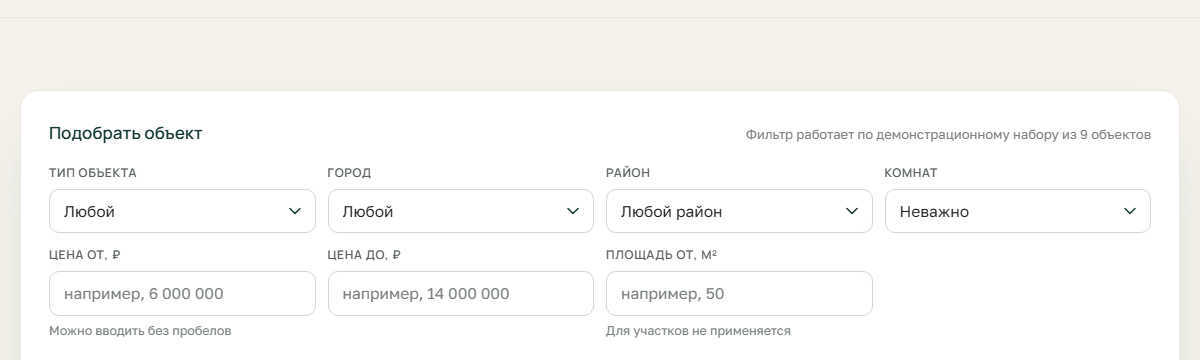 Подобрать объект
Фильтр работает по демонстрационному набору из 9 объектов
ТИП ОБЪЕКТА ГОРОД РАЙОН КОМНАТ
Любой Любой Любой район Неважно
ЦЕНА ОТ, ₽ ЦЕНА ДО, ₽ ПЛОЩАДЬ ОТ, М²
например, 6 000 000 например, 14 000 000 например, 50
Можно вводить без пробелов Для участков не применяется